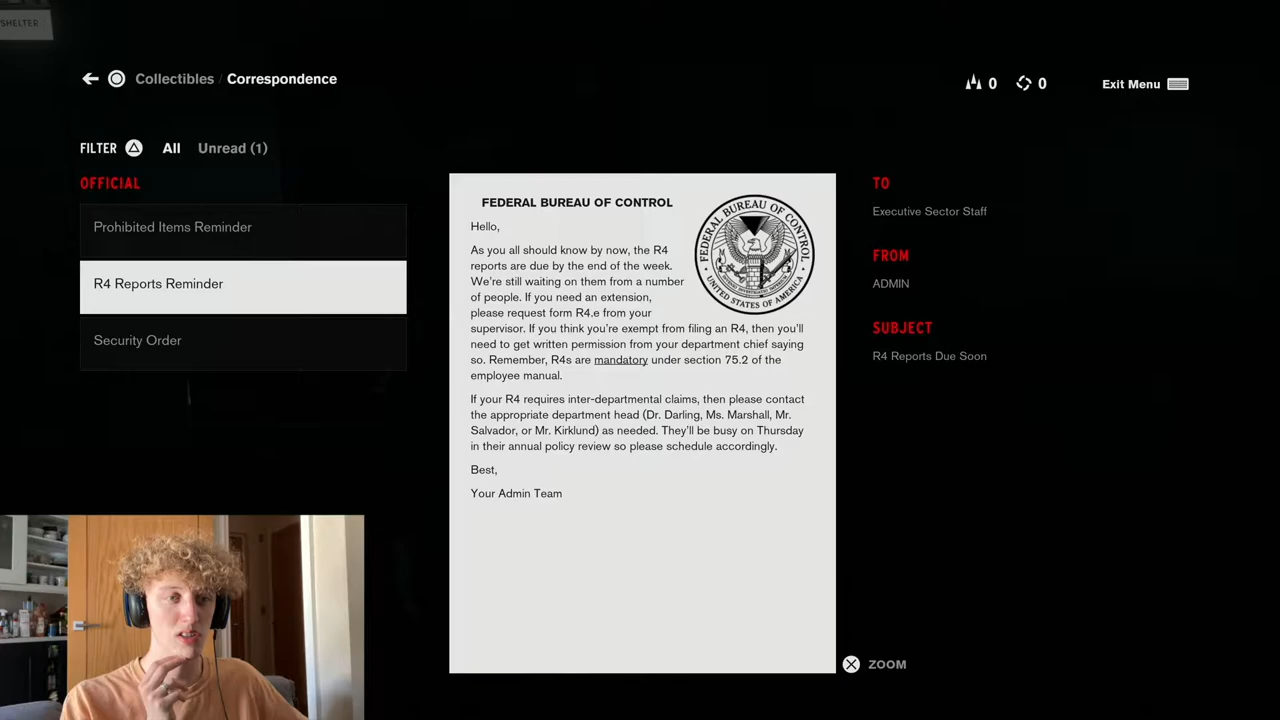 SHELTER
Collectibles / Correspondence
0 0 Exit Menu
FILTER All Unread (1)
OFFICIAL
Prohibited Items Reminder
R4 Reports Reminder
Security Order
FEDERAL BUREAU OF CONTROL
FEDERAL BUREAU OF CONTROL
UNITED STATES OF AMERICA
Hello,
As you all should know by now, the R4
reports are due by the end of the week.
We're still waiting on them from a number
of people. If you need an extension,
please request form R4.e from your
supervisor. If you think you're exempt from filing an R4, then you'll
need to get written permission from your department chief saying
so. Remember, R4s are mandatory under section 75.2 of the
employee manual.
If your R4 requires inter-departmental claims, then please contact
the appropriate department head (Dr. Darling, Ms. Marshall, Mr.
Salvador, or Mr. Kirklund) as needed. They'll be busy on Thursday
in their annual policy review so please schedule accordingly.
Best,
Your Admin Team
TO
Executive Sector Staff
FROM
ADMIN
SUBJECT
R4 Reports Due Soon
ZOOM